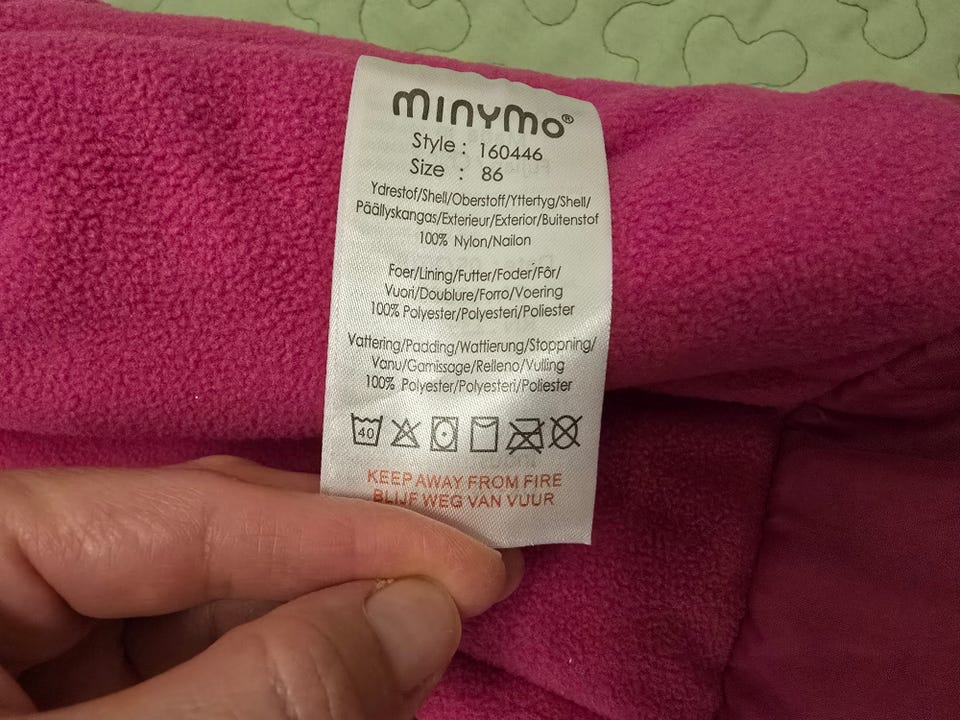 minymo®
Style : 160446
Size : 86
Ydrestof/Shell/Oberstoff/Yttertyg/Shell/
Päällyskangas/Exterieur/Exterior/Buitenstof
100% Nylon/Nailon
Foer/Lining/Futter/Foder/Fôr/
Vuori/Doublure/Forro/Voering
100% Polyester/Polyesteri/Poliester
Vattering/Padding/Wattierung/Stoppning/
Vanu/Garnissage/Relleno/Vulling
100% Polyester/Polyesteri/Poliester
40
KEEP AWAY FROM FIRE
BLIJF WEG VAN VUUR